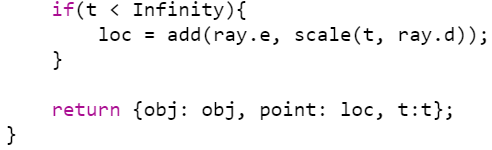 if(t < Infinity){
loc = add(ray.e, scale(t, ray.d));
}
return {obj: obj, point: loc, t:t};
}